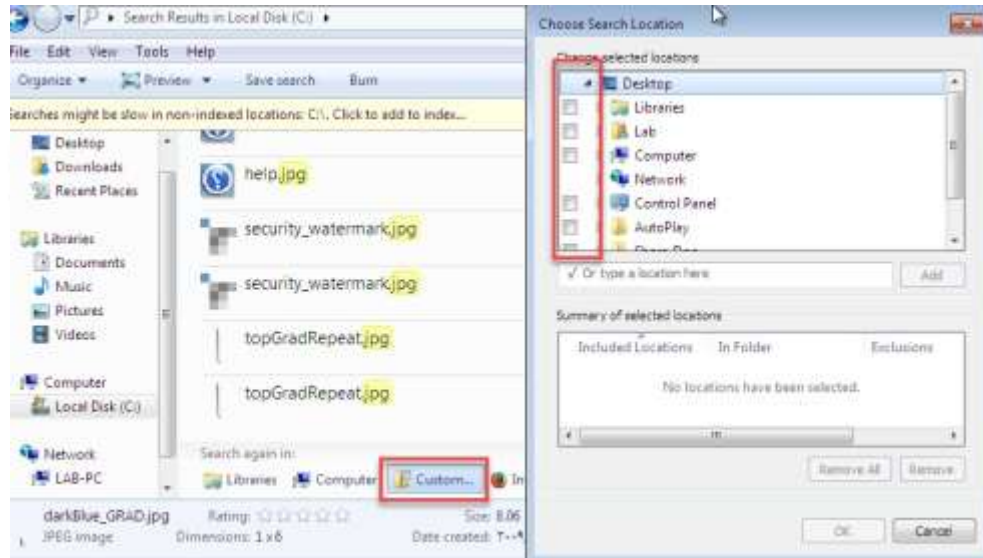 Search Results in Local Disk (C:)
File Edit View Tools Help
Organize Preview Save search Burn
Searches might be slow in non-indexed locations: C:\. Click to add to index...
Desktop
Downloads
Recent Places
Libraries
Documents
Music
Pictures
Videos
Computer
Local Disk (C:)
Network
LAB-PC
help.jpg
security_watermark.jpg
security_watermark.jpg
topGradRepeat.jpg
topGradRepeat.jpg
Search again in:
Libraries Computer Custom... In
darkBlue_GRAD.jpg Rating: Size: 8.06
JPEG image Dimensions: 1 x 6 Date created:
Choose Search Location
Change selected locations
Desktop
Libraries
Lab
Computer
Network
Control Panel
AutoPlay
Or type a location here Add
Summary of selected locations
Included Locations In Folder Exclusions
No locations have been selected.
Remove All Remove
OK Cancel